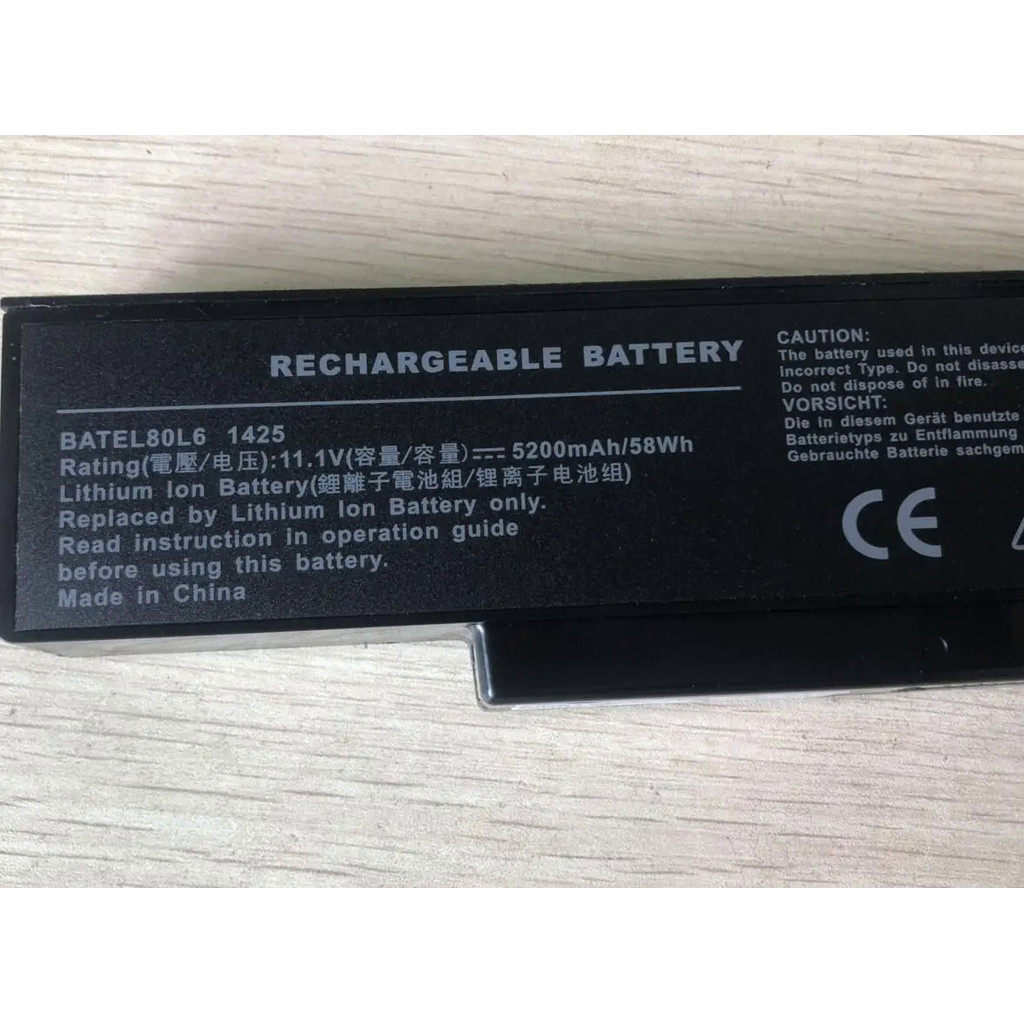 RECHARGEABLE BATTERY
BATEL80L6 1425
Rating(電壓/电压):11.1V(容量/容量)⎓5200mAh/58Wh
Lithium Ion Battery(鋰離子電池組/锂离子电池组)
Replaced by Lithium Ion Battery only.
Read instruction in operation guide
before using this battery.
Made in China
CAUTION:
The battery used in this device
Incorrect Type. Do not disasse
Do not dispose of in fire.
VORSICHT:
Die in diesem Gerät benutzte
Batterietyps zu Entflammung
Gebrauchte Batterie sachgem
CE